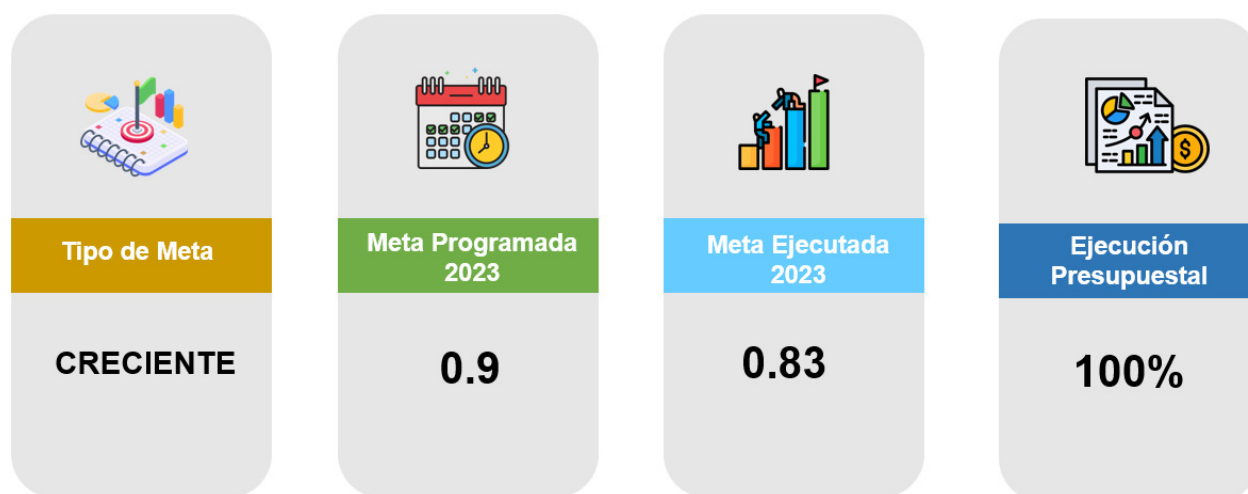 Tipo de Meta
CRECIENTE
Meta Programada
2023
0.9
Meta Ejecutada
2023
0.83
Ejecución
Presupuestal
100%